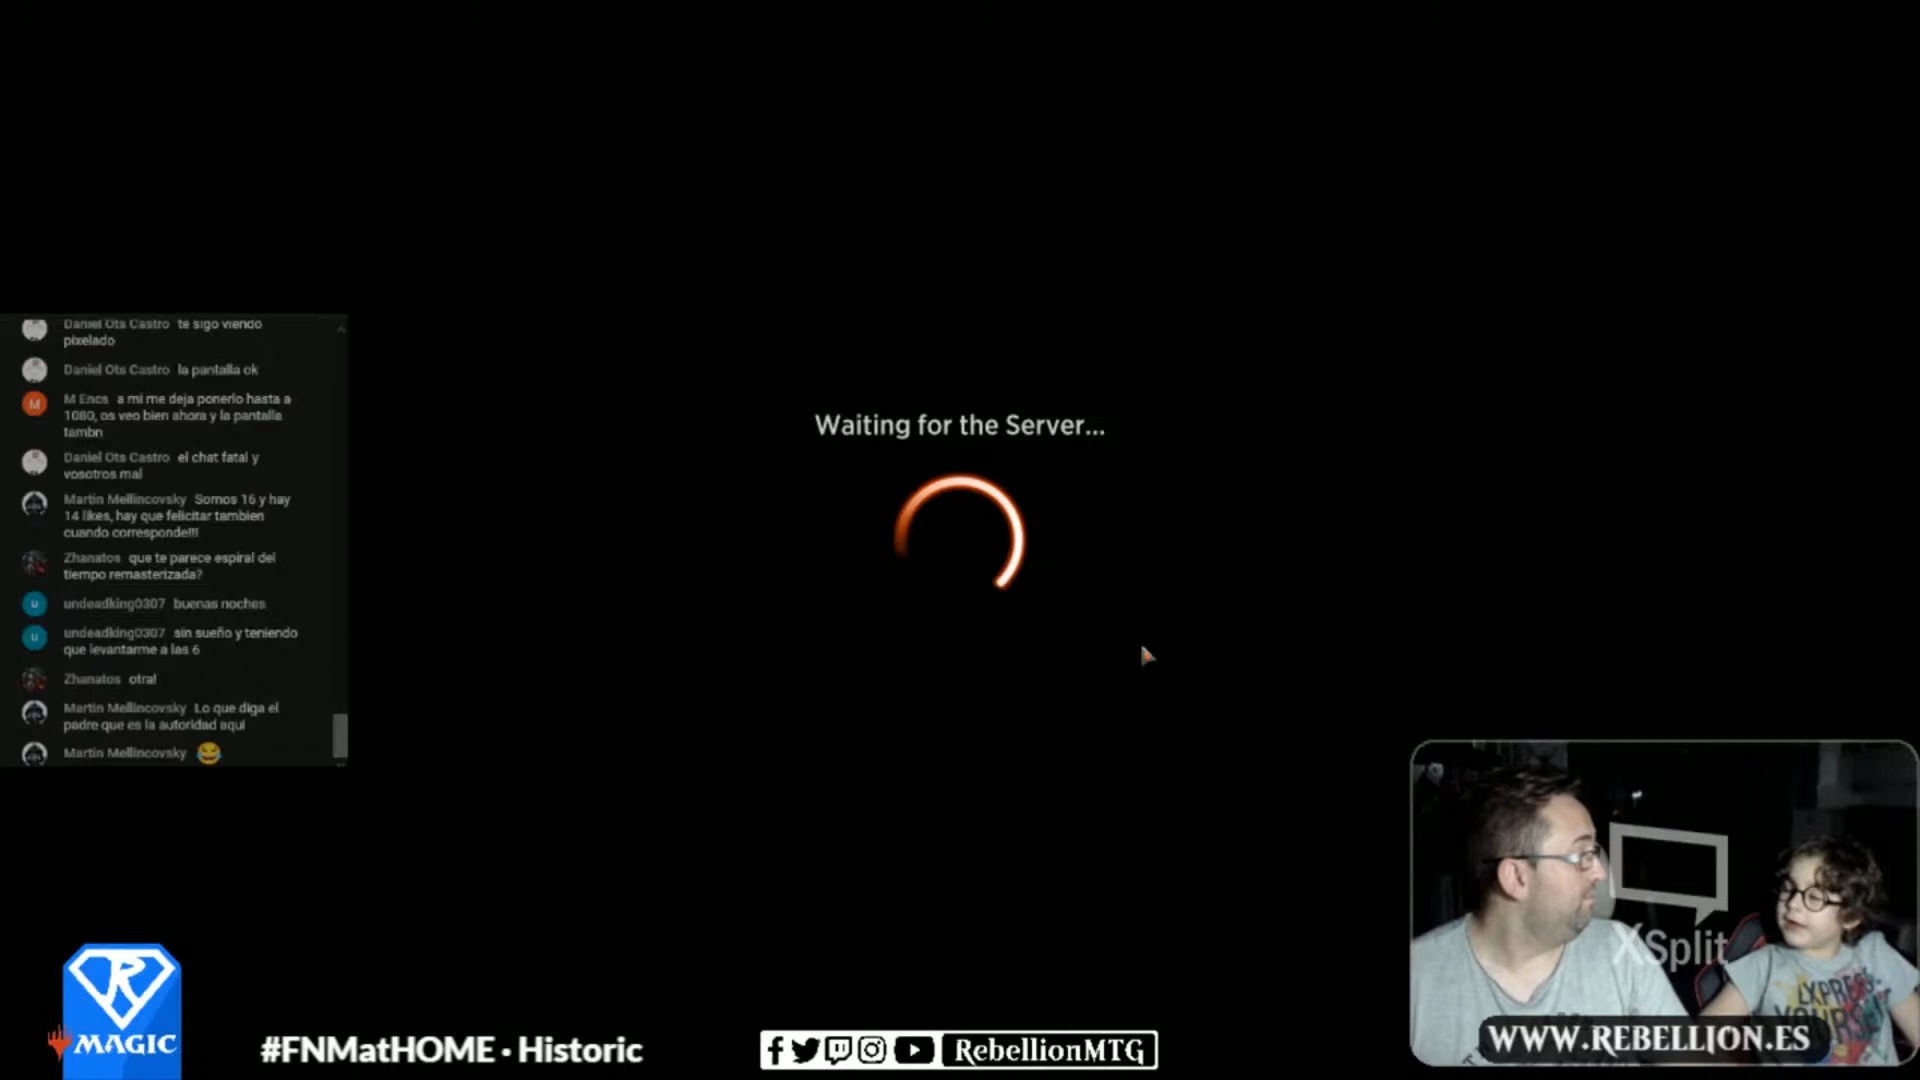 Daniel Ots Castro te sigo viendo
pixelado
Daniel Ots Castro la pantalla ok
M
M Encs a mi me deja ponerlo hasta a
1080, os veo bien ahora y la pantalla
tambn
Daniel Ots Castro el chat fatal y
vosotros mal
Martin Mellincovsky Somos 16 y hay
14 likes, hay que felicitar tambien
cuando corresponde!!!
Zhanatos que te parece espiral del
tiempo remasterizada?
u
undeadking0307 buenas noches
u
undeadking0307 sin sueño y teniendo
que levantarme a las 6
Zhanatos otra!
Martin Mellincovsky Lo que diga el
padre que es la autoridad aqui
Martin Mellincovsky 😂
Waiting for the Server...
XSplit
EXPRESS
YOURSELF
WWW.REBELLION.ES
R
MAGIC
#FNMatHOME • Historic
RebellionMTG